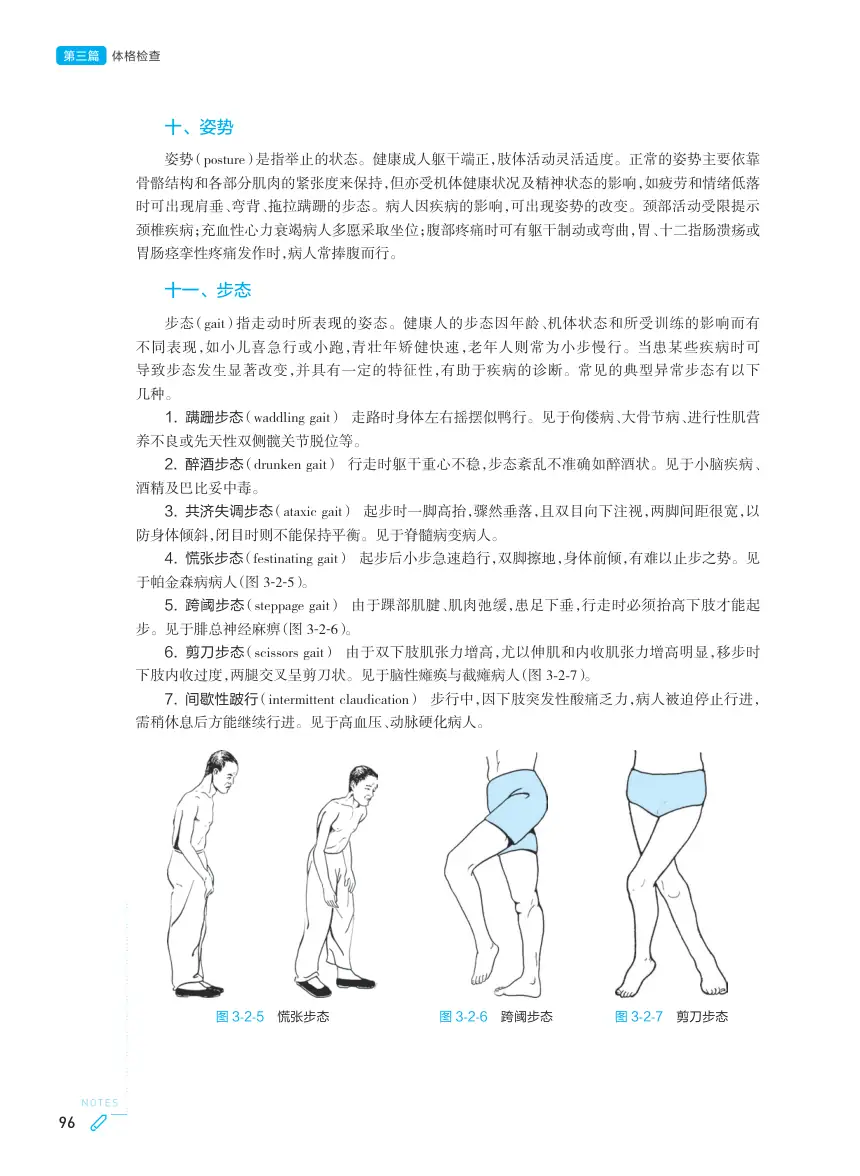 第三篇 体格检查
十、姿势
姿势(posture)是指举止的状态。健康成人躯干端正,肢体活动灵活适度。正常的姿势主要依靠
骨骼结构和各部分肌肉的紧张度来保持,但亦受机体健康状况及精神状态的影响,如疲劳和情绪低落
时可出现肩垂、弯背、拖拉蹒跚的步态。病人因疾病的影响,可出现姿势的改变。颈部活动受限提示
颈椎疾病;充血性心力衰竭病人多愿采取坐位;腹部疼痛时可有躯干制动或弯曲,胃、十二指肠溃疡或
胃肠痉挛性疼痛发作时,病人常捧腹而行。
十一、步态
步态(gait)指走动时所表现的姿态。健康人的步态因年龄、机体状态和所受训练的影响而有
不同表现,如小儿喜急行或小跑,青壮年矫健快速,老年人则常为小步慢行。当患某些疾病时可
导致步态发生显著改变,并具有一定的特征性,有助于疾病的诊断。常见的典型异常步态有以下
几种。
1. 蹒跚步态(waddling gait) 走路时身体左右摇摆似鸭行。见于佝偻病、大骨节病、进行性肌营
养不良或先天性双侧髋关节脱位等。
2. 醉酒步态(drunken gait) 行走时躯干重心不稳,步态紊乱不准确如醉酒状。见于小脑疾病、
酒精及巴比妥中毒。
3. 共济失调步态(ataxic gait) 起步时一脚高抬,骤然垂落,且双目向下注视,两脚间距很宽,以
防身体倾斜,闭目时则不能保持平衡。见于脊髓病变病人。
4. 慌张步态(festinating gait) 起步后小步急速趋行,双脚擦地,身体前倾,有难以止步之势。见
于帕金森病病人(图 3-2-5)。
5. 跨阈步态(steppage gait) 由于踝部肌腱、肌肉弛缓,患足下垂,行走时必须抬高下肢才能起
步。见于腓总神经麻痹(图 3-2-6)。
6. 剪刀步态(scissors gait) 由于双下肢肌张力增高,尤以伸肌和内收肌张力增高明显,移步时
下肢内收过度,两腿交叉呈剪刀状。见于脑性瘫痪与截瘫病人(图 3-2-7)。
7. 间歇性跛行(intermittent claudication) 步行中,因下肢突发性酸痛乏力,病人被迫停止行进,
需稍休息后方能继续行进。见于高血压、动脉硬化病人。
图 3-2-5 慌张步态
图 3-2-6 跨阈步态
图 3-2-7 剪刀步态
NOTES
96